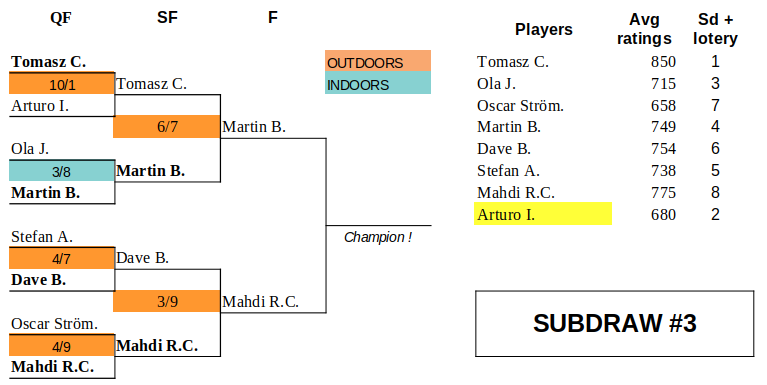 QF SF F
Tomasz C.
10/1 Tomasz C.
Arturo I.
6/7 Martin B.
Ola J.
3/8 Martin B.
Martin B.
Champion !
Stefan A.
4/7 Dave B.
Dave B.
3/9 Mahdi R.C.
Oscar Ström.
4/9 Mahdi R.C.
Mahdi R.C.
OUTDOORS
INDOORS
Players Avg ratings Sd + lotery
Tomasz C. 850 1
Ola J. 715 3
Oscar Ström. 658 7
Martin B. 749 4
Dave B. 754 6
Stefan A. 738 5
Mahdi R.C. 775 8
Arturo I. 680 2
SUBDRAW #3